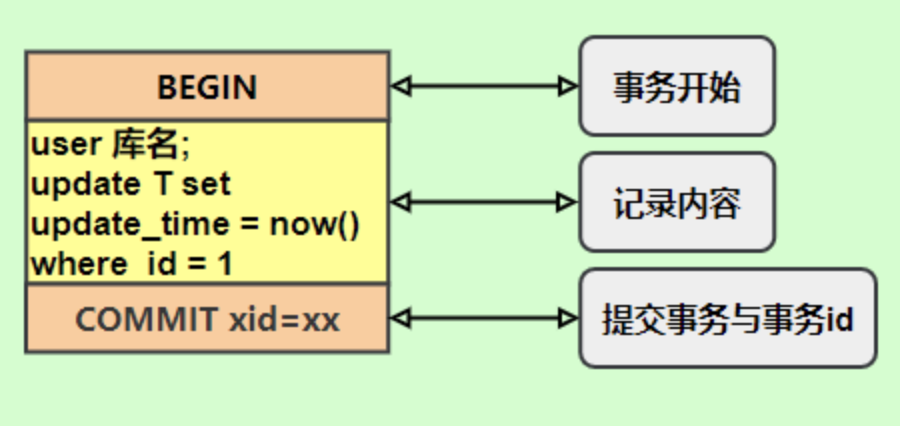 BEGIN
事务开始
user 库名;
update T set
update_time = now()
where id = 1
记录内容
COMMIT xid=xx
提交事务与事务id